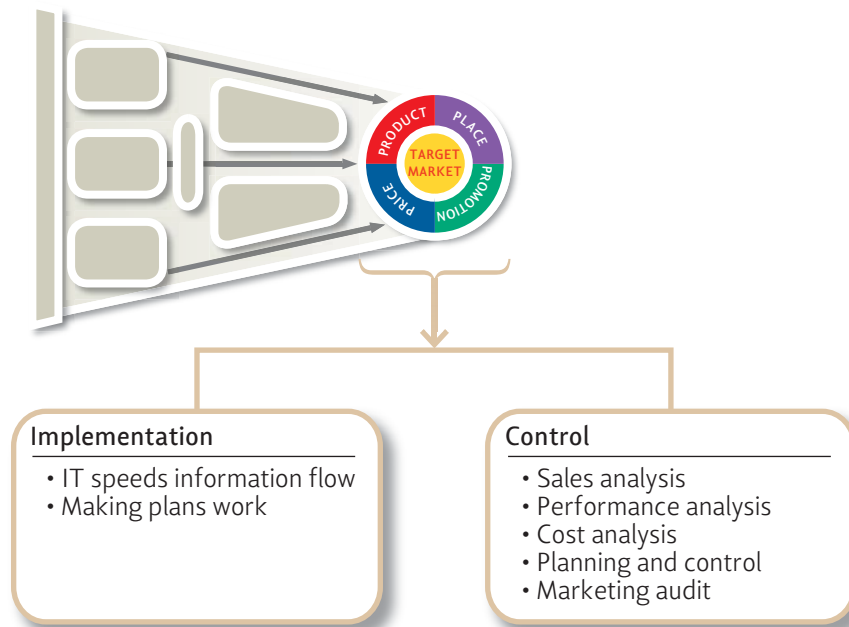 PRODUCT
PLACE
TARGET
MARKET
PRICE
PROMOTION
Implementation
• IT speeds information flow
• Making plans work
Control
• Sales analysis
• Performance analysis
• Cost analysis
• Planning and control
• Marketing audit